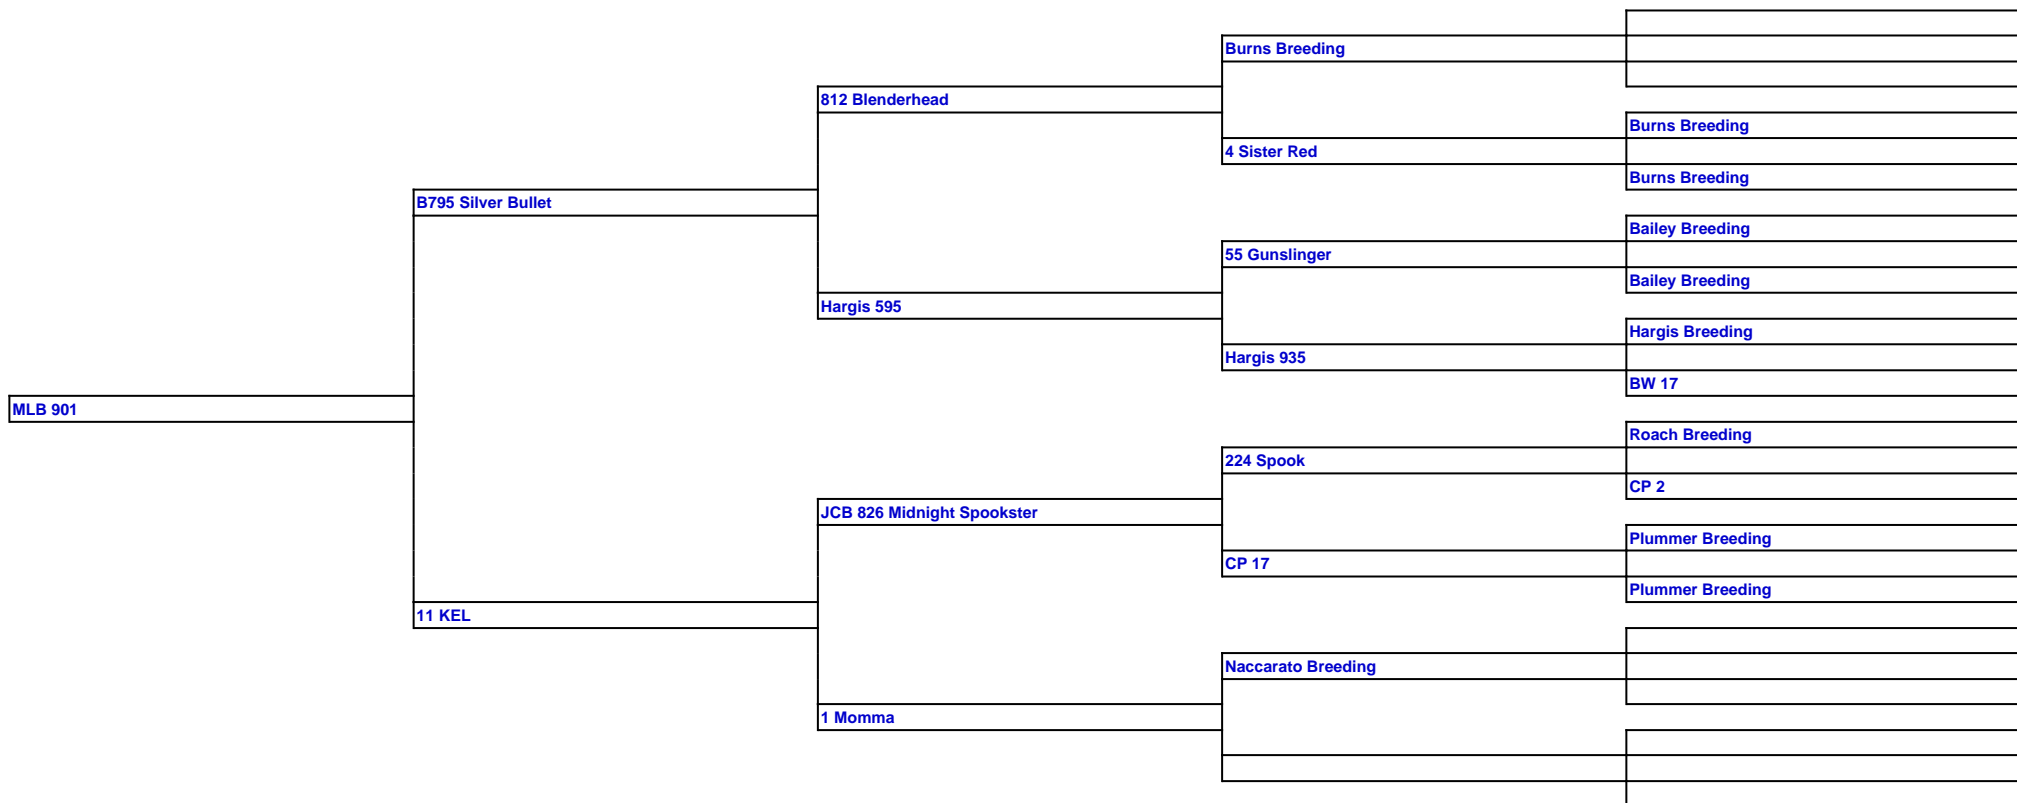 Burns Breeding
812 Blenderhead
Burns Breeding
4 Sister Red
Burns Breeding
B795 Silver Bullet
Bailey Breeding
55 Gunslinger
Bailey Breeding
Hargis 595
Hargis Breeding
Hargis 935
BW 17
MLB 901
Roach Breeding
224 Spook
CP 2
JCB 826 Midnight Spookster
Plummer Breeding
CP 17
Plummer Breeding
11 KEL
Naccarato Breeding
1 Momma